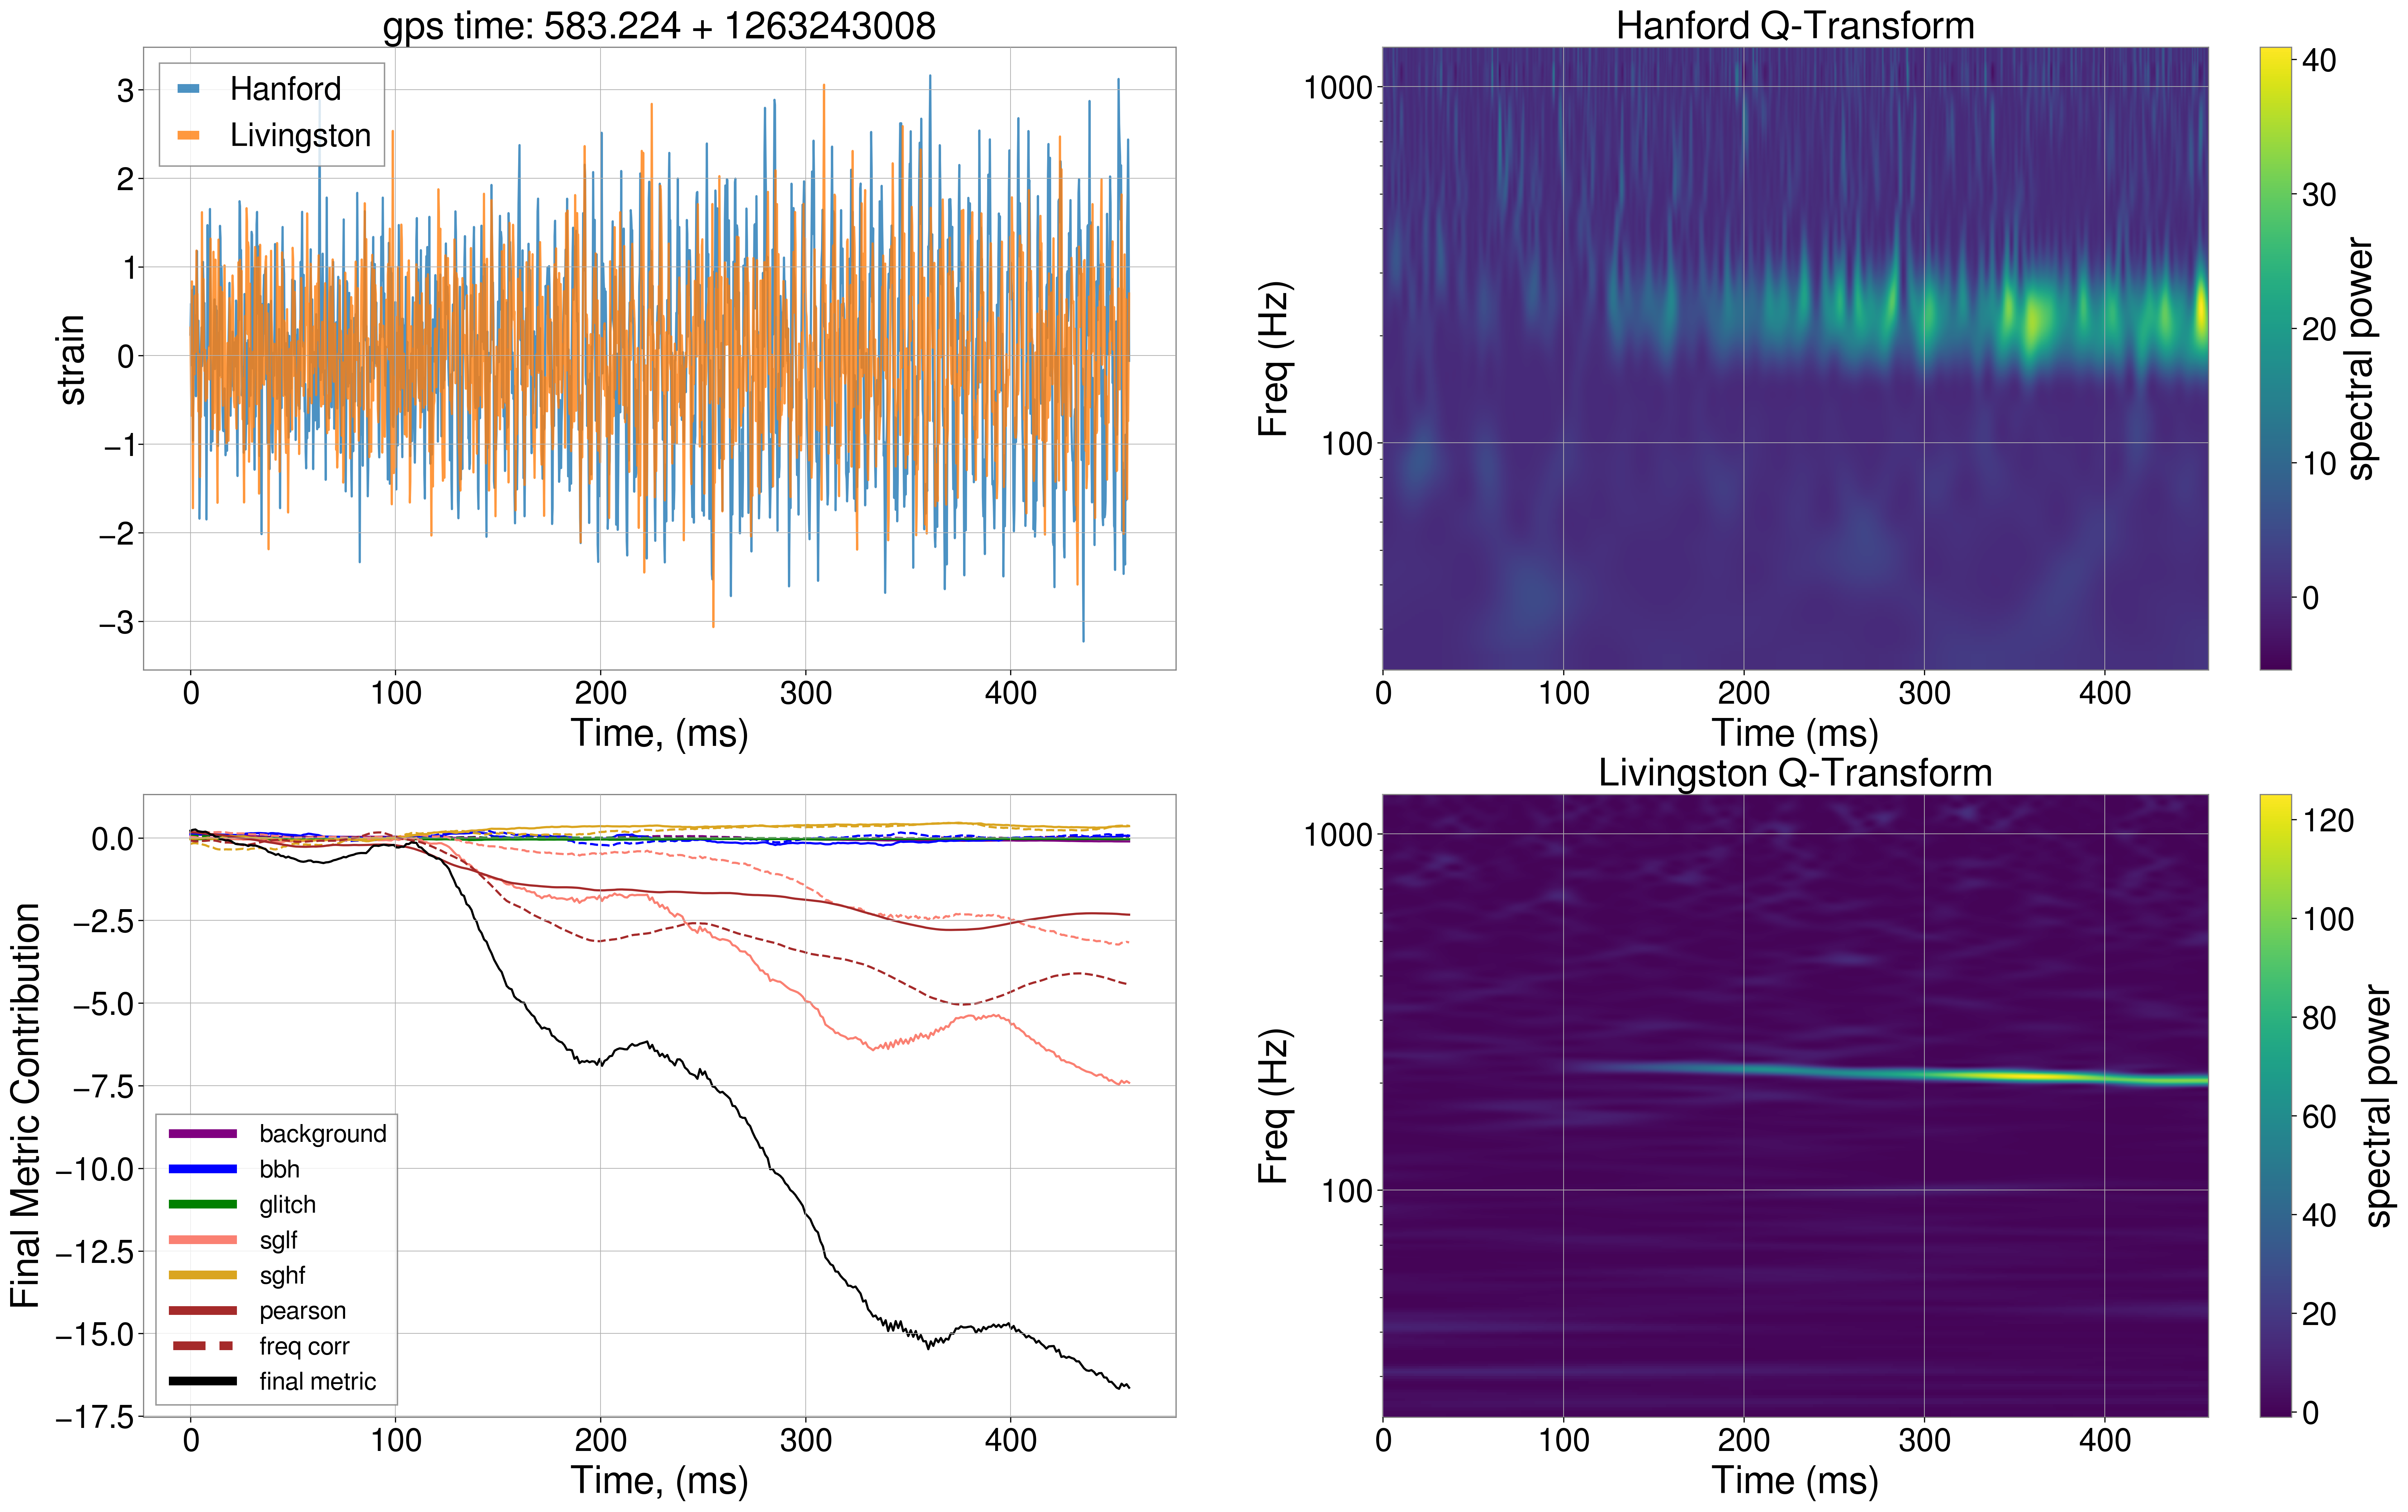 gps time: 583.224 + 1263243008
Hanford
Livingston
strain
3
2
1
0
−1
−2
−3
0
100
200
300
400
Time, (ms)
Hanford Q-Transform
Freq (Hz)
1000
100
0
100
200
300
400
Time (ms)
40
30
20
10
0
spectral power
Final Metric Contribution
0.0
−2.5
−5.0
−7.5
−10.0
−12.5
−15.0
−17.5
background
bbh
glitch
sglf
sghf
pearson
freq corr
final metric
0
100
200
300
400
Time, (ms)
Livingston Q-Transform
Freq (Hz)
1000
100
0
100
200
300
400
Time (ms)
120
100
80
60
40
20
0
spectral power